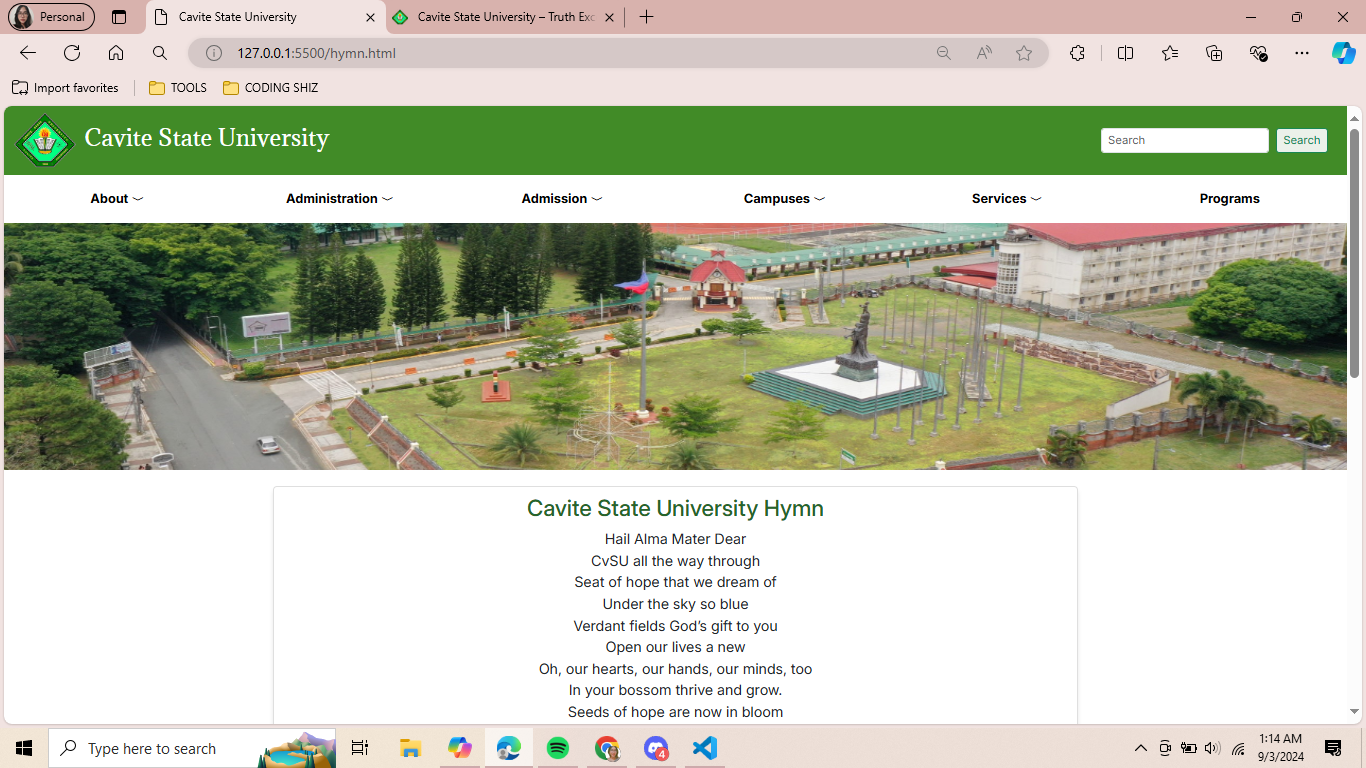 Personal
Cavite State University
Cavite State University – Truth Exc
127.0.0.1:5500/hymn.html
Import favorites
TOOLS
CODING SHIZ
Cavite State University
Search
Search
About
Administration
Admission
Campuses
Services
Programs
Cavite State University Hymn
Hail Alma Mater Dear
CvSU all the way through
Seat of hope that we dream of
Under the sky so blue
Verdant fields God’s gift to you
Open our lives a new
Oh, our hearts, our hands, our minds, too
In your bossom thrive and grow.
Seeds of hope are now in bloom
Type here to search
4
1:14 AM
9/3/2024